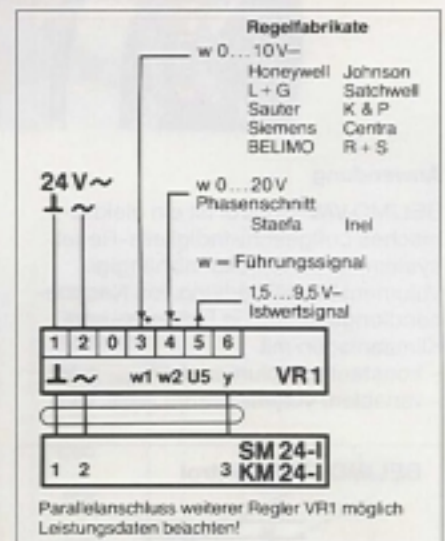 Regelfabrikate
w 0...10V–
Honeywell Johnson
L + G Satchwell
Sauter K & P
Siemens Centra
BELIMO R + S
24 V ~
⊥ ~
w 0...20V
Phasenschnitt
Staefa Inel
w = Führungssignal
1,5...9,5 V–
Istwertsignal
1 2 0 3 4 5 6
⊥ ~ w1 w2 U5 y VR1
SM 24-I
1 2 3 KM 24-I
Parallelanschluss weiterer Regler VR1 möglich
Leistungsdaten beachten!